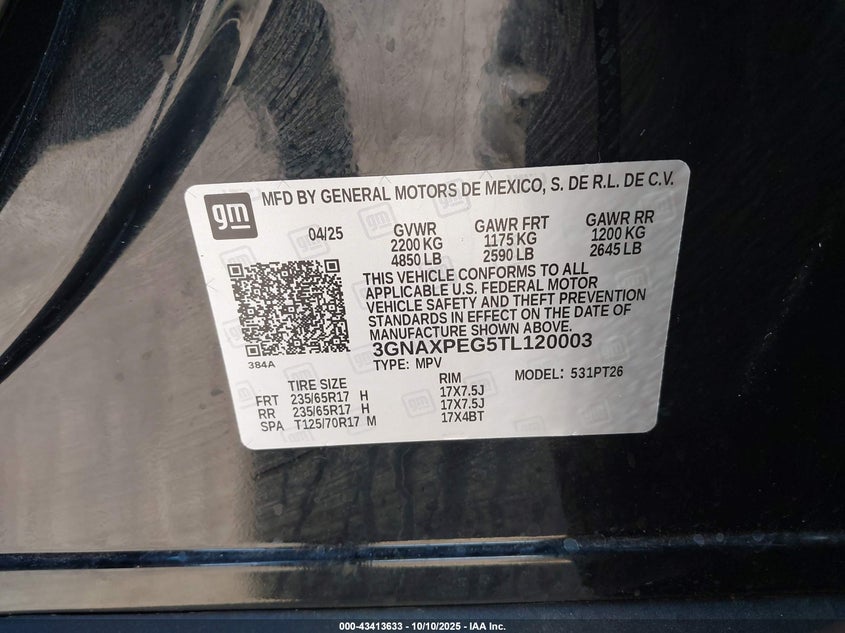 gm
MFD BY GENERAL MOTORS DE MEXICO, S. DE R.L. DE C.V.
04/25
GVWR GAWR FRT GAWR RR
2200 KG 1175 KG 1200 KG
4850 LB 2590 LB 2645 LB
THIS VEHICLE CONFORMS TO ALL
APPLICABLE U.S. FEDERAL MOTOR
VEHICLE SAFETY AND THEFT PREVENTION
STANDARDS IN EFFECT ON THE DATE OF
MANUFACTURE SHOWN ABOVE.
3GNAXPEG5TL120003
384A
TYPE: MPV
MODEL: 531PT26
TIRE SIZE RIM
FRT 235/65R17 H 17X7.5J
RR 235/65R17 H 17X7.5J
SPA T125/70R17 M 17X4BT
000-43413633 - 10/10/2025 - IAA Inc.